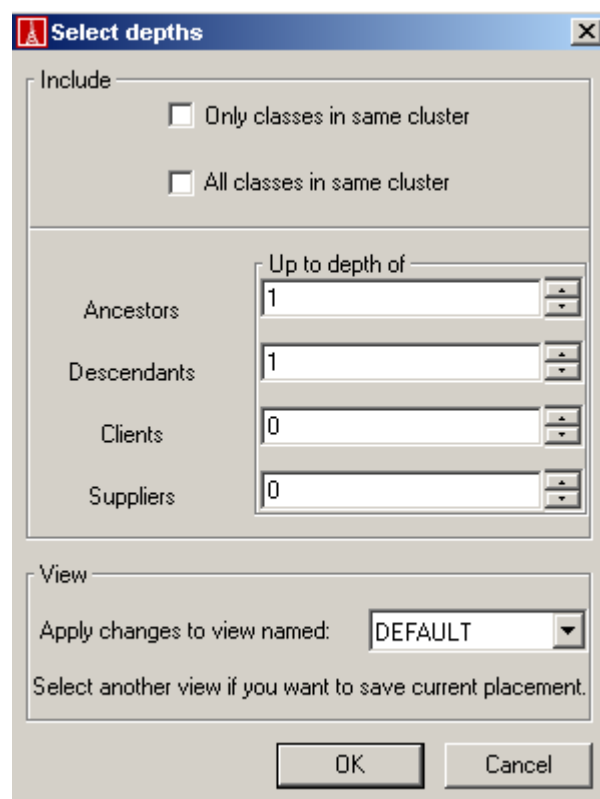 Select depths
Include
Only classes in same cluster
All classes in same cluster
Up to depth of
Ancestors 1
Descendants 1
Clients 0
Suppliers 0
View
Apply changes to view named: DEFAULT
Select another view if you want to save current placement.
OK Cancel